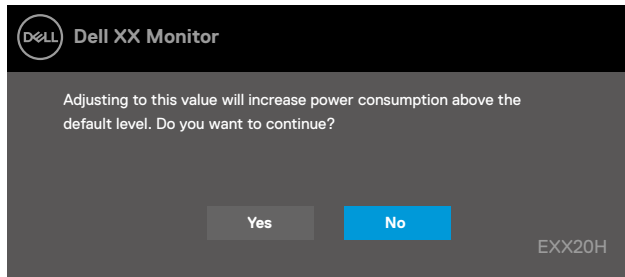 DELL Dell XX Monitor
Adjusting to this value will increase power consumption above the
default level. Do you want to continue?
Yes No
EXX20H